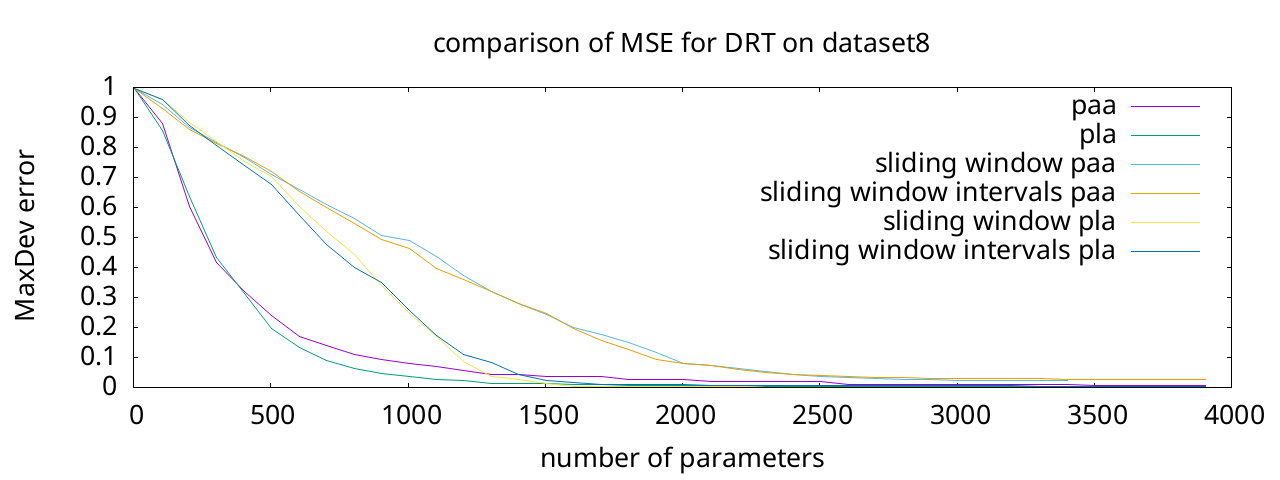 comparison of MSE for DRT on dataset8
MaxDev error
1
0.9
0.8
0.7
0.6
0.5
0.4
0.3
0.2
0.1
0
paa
pla
sliding window paa
sliding window intervals paa
sliding window pla
sliding window intervals pla
0 500 1000 1500 2000 2500 3000 3500 4000
number of parameters